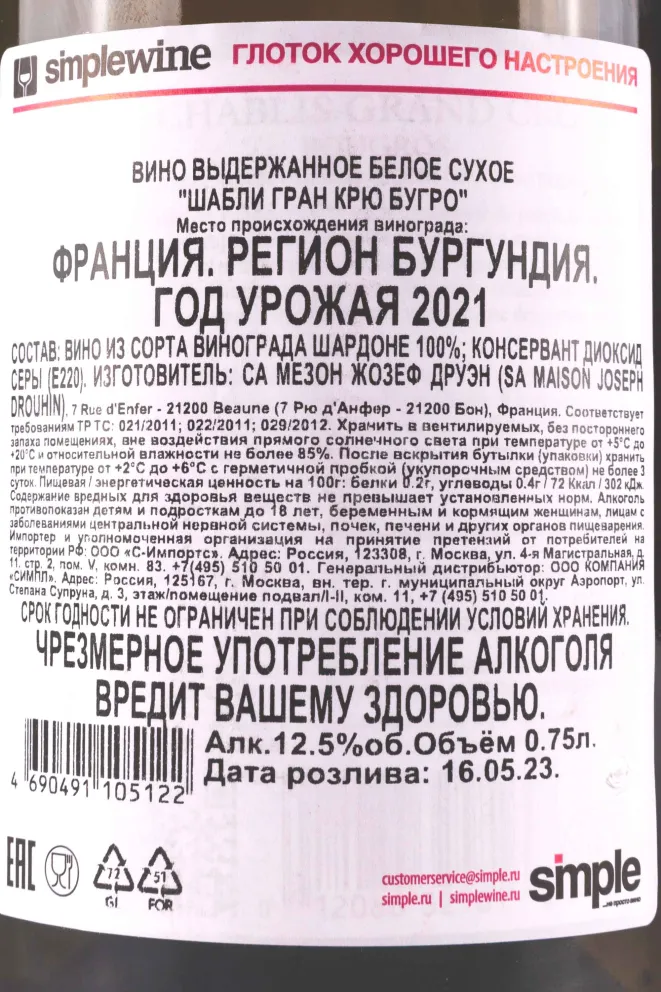 simplewine ГЛОТОК ХОРОШЕГО НАСТРОЕНИЯ
ВИНО ВЫДЕРЖАННОЕ БЕЛОЕ СУХОЕ
"ШАБЛИ ГРАН КРЮ БУГРО"
Место происхождения винограда:
ФРАНЦИЯ. РЕГИОН БУРГУНДИЯ.
ГОД УРОЖАЯ 2021
СОСТАВ: ВИНО ИЗ СОРТА ВИНОГРАДА ШАРДОНЕ 100%; КОНСЕРВАНТ ДИОКСИД
СЕРЫ (Е220). ИЗГОТОВИТЕЛЬ: СА МЕЗОН ЖОЗЕФ ДРУЭН (SA MAISON JOSEPH
DROUHIN), 7 Rue d'Enfer - 21200 Beaune (7 Рю д'Анфер - 21200 Бон), Франция. Соответствует
требованиям ТР ТС: 021/2011; 022/2011; 029/2012. Хранить в вентилируемых, без постороннего
запаха помещениях, вне воздействия прямого солнечного света при температуре от +5°С до
+20°С и относительной влажности не более 85%. После вскрытия бутылки (упаковки) хранить
при температуре от +2°С до +6°С с герметичной пробкой (укупорочным средством) не более 3
суток. Пищевая / энергетическая ценность на 100г: белки 0.2г, углеводы 0.4г / 72 Ккал / 302 кДж.
Содержание вредных для здоровья веществ не превышает установленных норм. Алкоголь
противопоказан детям и подросткам до 18 лет, беременным и кормящим женщинам, лицам с
заболеваниями центральной нервной системы, почек, печени и других органов пищеварения.
Импортер и уполномоченная организация на принятие претензий от потребителей на
территории РФ: ООО «С-Импортс». Адрес: Россия, 123308, г. Москва, ул. 4-я Магистральная, д.
11, стр. 2, пом. V, комн. 83. +7(495) 510 50 01. Генеральный дистрибьютор: ООО КОМПАНИЯ
«СИМПЛ». Адрес: Россия, 125167, г. Москва, вн. тер. г. муниципальный округ Аэропорт, ул.
Степана Супруна, д. 3, этаж/помещение подвал/I-II, ком. 11, +7 (495) 510 50 01.
СРОК ГОДНОСТИ НЕ ОГРАНИЧЕН ПРИ СОБЛЮДЕНИИ УСЛОВИЙ ХРАНЕНИЯ.
ЧРЕЗМЕРНОЕ УПОТРЕБЛЕНИЕ АЛКОГОЛЯ
ВРЕДИТ ВАШЕМУ ЗДОРОВЬЮ.
Алк.12.5%об.Объём 0.75л.
Дата розлива: 16.05.23.
4 690491 105122
EAC 72 51
GI FOR
customerservice@simple.ru
simple.ru | simplewine.ru
simple
...не просто вино